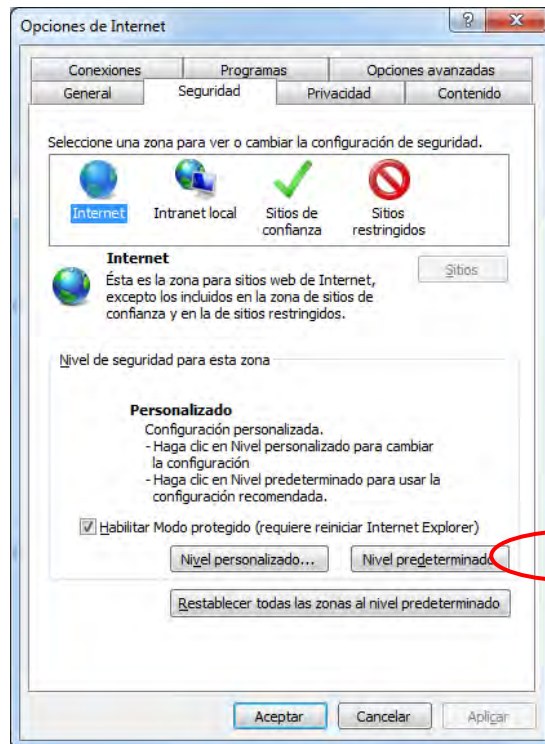 Opciones de Internet
Conexiones Programas Opciones avanzadas
General Seguridad Privacidad Contenido
Seleccione una zona para ver o cambiar la configuración de seguridad.
Internet Intranet local Sitios de confianza Sitios restringidos
Internet
Ésta es la zona para sitios web de Internet,
excepto los incluidos en la zona de sitios de
confianza y en la de sitios restringidos.
Sitios
Nivel de seguridad para esta zona
Personalizado
Configuración personalizada.
- Haga clic en Nivel personalizado para cambiar
la configuración
- Haga clic en Nivel predeterminado para usar la
configuración recomendada.
Habilitar Modo protegido (requiere reiniciar Internet Explorer)
Nivel personalizado... Nivel predeterminado
Restablecer todas las zonas al nivel predeterminado
Aceptar Cancelar Aplicar